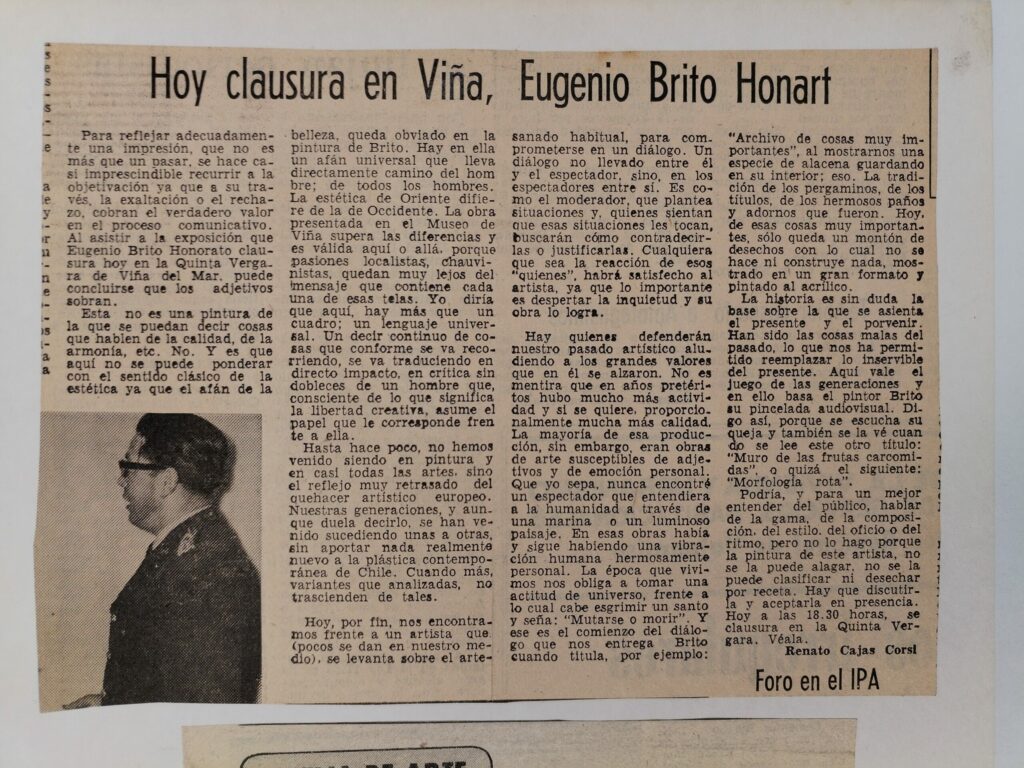 Hoy clausura en Viña, Eugenio Brito Honart
Para reflejar adecuadamen-
te una impresión, que no es
más que un pasar, se hace ca-
si imprescindible recurrir a la
objetivación ya que a su tra-
vés, la exaltación o el recha-
zo, cobran el verdadero valor
en el proceso comunicativo.
Al asistir a la exposición que
Eugenio Brito Honorato clau-
sura hoy en la Quinta Verga-
ra de Viña del Mar, puede
concluirse que los adjetivos
sobran.
Esta no es una pintura de
la que se puedan decir cosas
que hablen de la calidad, de la
armonía, etc. No. Y es que
aquí no se puede ponderar
con el sentido clásico de la
estética ya que el afán de la
belleza, queda obviado en la
pintura de Brito. Hay en ella
un afán universal que lleva
directamente camino del hom
bre; de todos los hombres.
La estética de Oriente difie-
re de la de Occidente. La obra
presentada en el Museo de
Viña supera las diferencias y
es válida aquí o allá, porque
pasiones localistas, chauvi-
nistas, quedan muy lejos del
mensaje que contiene cada
una de esas telas. Yo diría
que aquí, hay más que un
cuadro; un lenguaje univer-
sal. Un decir continuo de co-
sas que conforme se va reco-
rriendo, se va traduciendo en
directo impacto, en crítica sin
dobleces de un hombre que,
consciente de lo que significa
la libertad creativa, asume el
papel que le corresponde fren
te a ella.
Hasta hace poco, no hemos
venido siendo en pintura y
en casi todas las artes, sino
el reflejo muy retrasado del
quehacer artístico europeo.
Nuestras generaciones, y aun-
que duela decirlo, se han ve-
nido sucediendo unas a otras,
sin aportar nada realmente
nuevo a la plástica contempo-
ránea de Chile. Cuando más,
variantes que analizadas, no
trascienden de tales.
Hoy, por fin, nos encontra-
mos frente a un artista que
(pocos se dan en nuestro me-
dio), se levanta sobre el arte-
sanado habitual, para com-
prometerse en un diálogo. Un
diálogo no llevado entre él
y el espectador, sino, en los
espectadores entre sí. Es co-
mo el moderador, que plantea
situaciones y, quienes sientan
que esas situaciones les tocan,
buscarán cómo contradecir-
las o justificarlas. Cualquiera
que sea la reacción de esos
"quienes", habrá satisfecho al
artista, ya que lo importante
es despertar la inquietud y su
obra lo logra.
Hay quienes defenderán
nuestro pasado artístico alu-
diendo a los grandes valores
que en él se alzaron. No es
mentira que en años pretéri-
tos hubo mucho más activi-
dad y si se quiere, proporcio-
nalmente mucha más calidad.
La mayoría de esa produc-
ción, sin embargo, eran obras
de arte susceptibles de adje-
tivos y de emoción personal.
Que yo sepa, nunca encontré
un espectador que entendiera
a la humanidad a través de
una marina o un luminoso
paisaje. En esas obras había
y sigue habiendo una vibra-
ción humana hermosamente
personal. La época que vivi-
mos nos obliga a tomar una
actitud de universo, frente a
lo cual cabe esgrimir un santo
y seña: "Mutarse o morir". Y
ese es el comienzo del diálo-
go que nos entrega Brito
cuando titula, por ejemplo:
"Archivo de cosas muy im-
portantes", al mostrarnos una
especie de alacena guardando
en su interior; eso. La tradi-
ción de los pergaminos, de los
títulos, de los hermosos paños
y adornos que fueron. Hoy,
de esas cosas muy importan-
tes, sólo queda un montón de
desechos con lo cual no se
hace ni construye nada, mos-
trado en un gran formato y
pintado al acrílico.
La historia es sin duda la
base sobre la que se asienta
el presente y el porvenir.
Han sido las cosas malas del
pasado, lo que nos ha permi-
tido reemplazar lo inservible
del presente. Aquí vale el
juego de las generaciones y
en ello basa el pintor Brito
su pincelada audiovisual. Di-
go así, porque se escucha su
queja y también se la vé cuan
do se lee este otro título:
"Muro de las frutas carcomi-
das", o quizá el siguiente:
"Morfología rota".
Podría, y para un mejor
entender del público, hablar
de la gama, de la composi-
ción, del estilo, del oficio o del
ritmo, pero no lo hago porque
la pintura de este artista, no
se la puede alagar, no se la
puede clasificar ni desechar
por receta. Hay que discutir-
la y aceptarla en presencia.
Hoy a las 18.30 horas, se
clausura en la Quinta Ver-
gara. Véala.
Renato Cajas Corsi
Foro en el IPA
DE ARTE